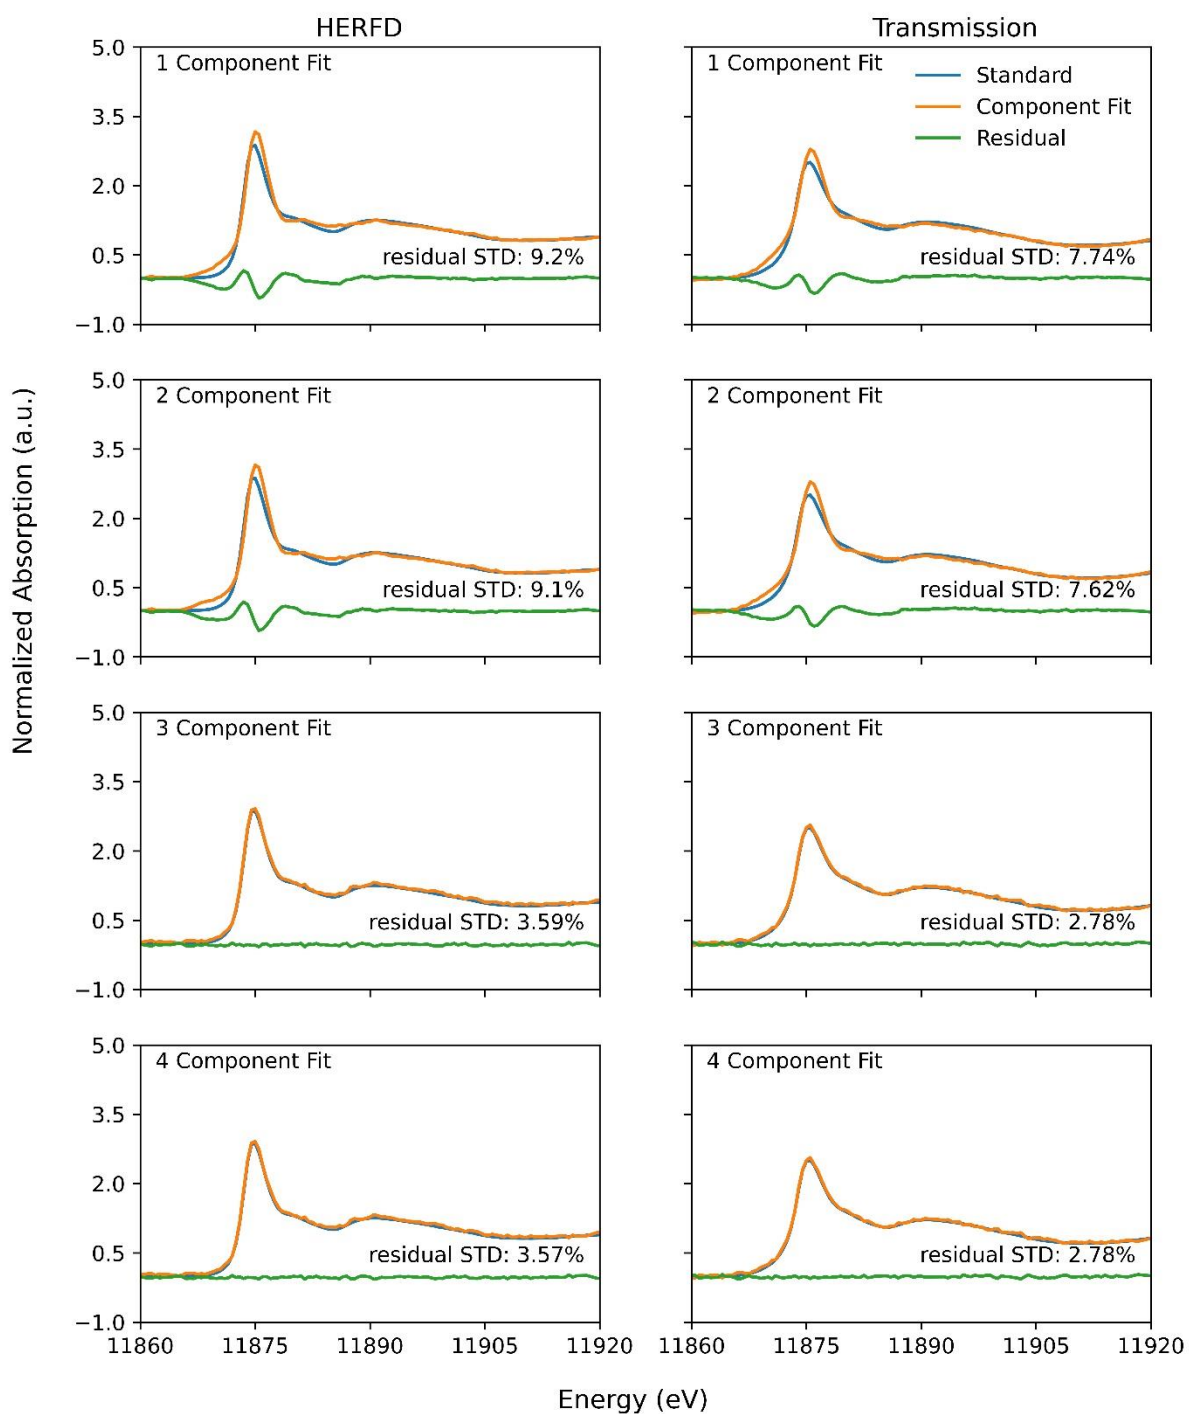 HERFD
Transmission
5.0
3.5
2.0
0.5
−1.0
1 Component Fit
residual STD: 9.2%
1 Component Fit
Standard
Component Fit
Residual
residual STD: 7.74%
5.0
3.5
2.0
0.5
−1.0
2 Component Fit
residual STD: 9.1%
2 Component Fit
residual STD: 7.62%
Normalized Absorption (a.u.)
5.0
3.5
2.0
0.5
−1.0
3 Component Fit
residual STD: 3.59%
3 Component Fit
residual STD: 2.78%
5.0
3.5
2.0
0.5
−1.0
4 Component Fit
residual STD: 3.57%
4 Component Fit
residual STD: 2.78%
11860 11875 11890 11905 11920
11860 11875 11890 11905 11920
Energy (eV)